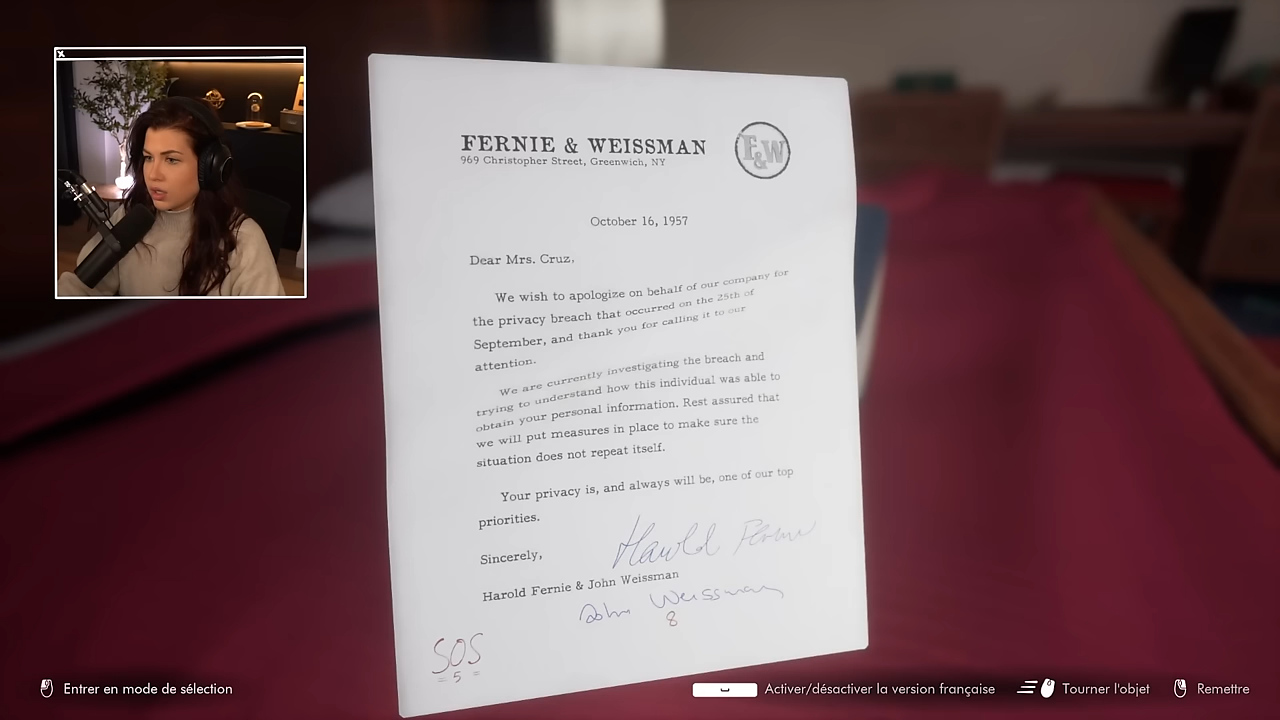 x
FERNIE & WEISSMAN
969 Christopher Street, Greenwich, NY
F&W
October 16, 1957
Dear Mrs. Cruz,
We wish to apologize on behalf of our company for
the privacy breach that occurred on the 25th of
September, and thank you for calling it to our
attention.
We are currently investigating the breach and
trying to understand how this individual was able to
obtain your personal information. Rest assured that
we will put measures in place to make sure the
situation does not repeat itself.
Your privacy is, and always will be, one of our top
priorities.
Sincerely,
Harold Fernie
Harold Fernie & John Weissman
John Weissman
8
SOS
= 5 =
Entrer en mode de sélection
Activer/désactiver la version française
Tourner l'objet
Remettre